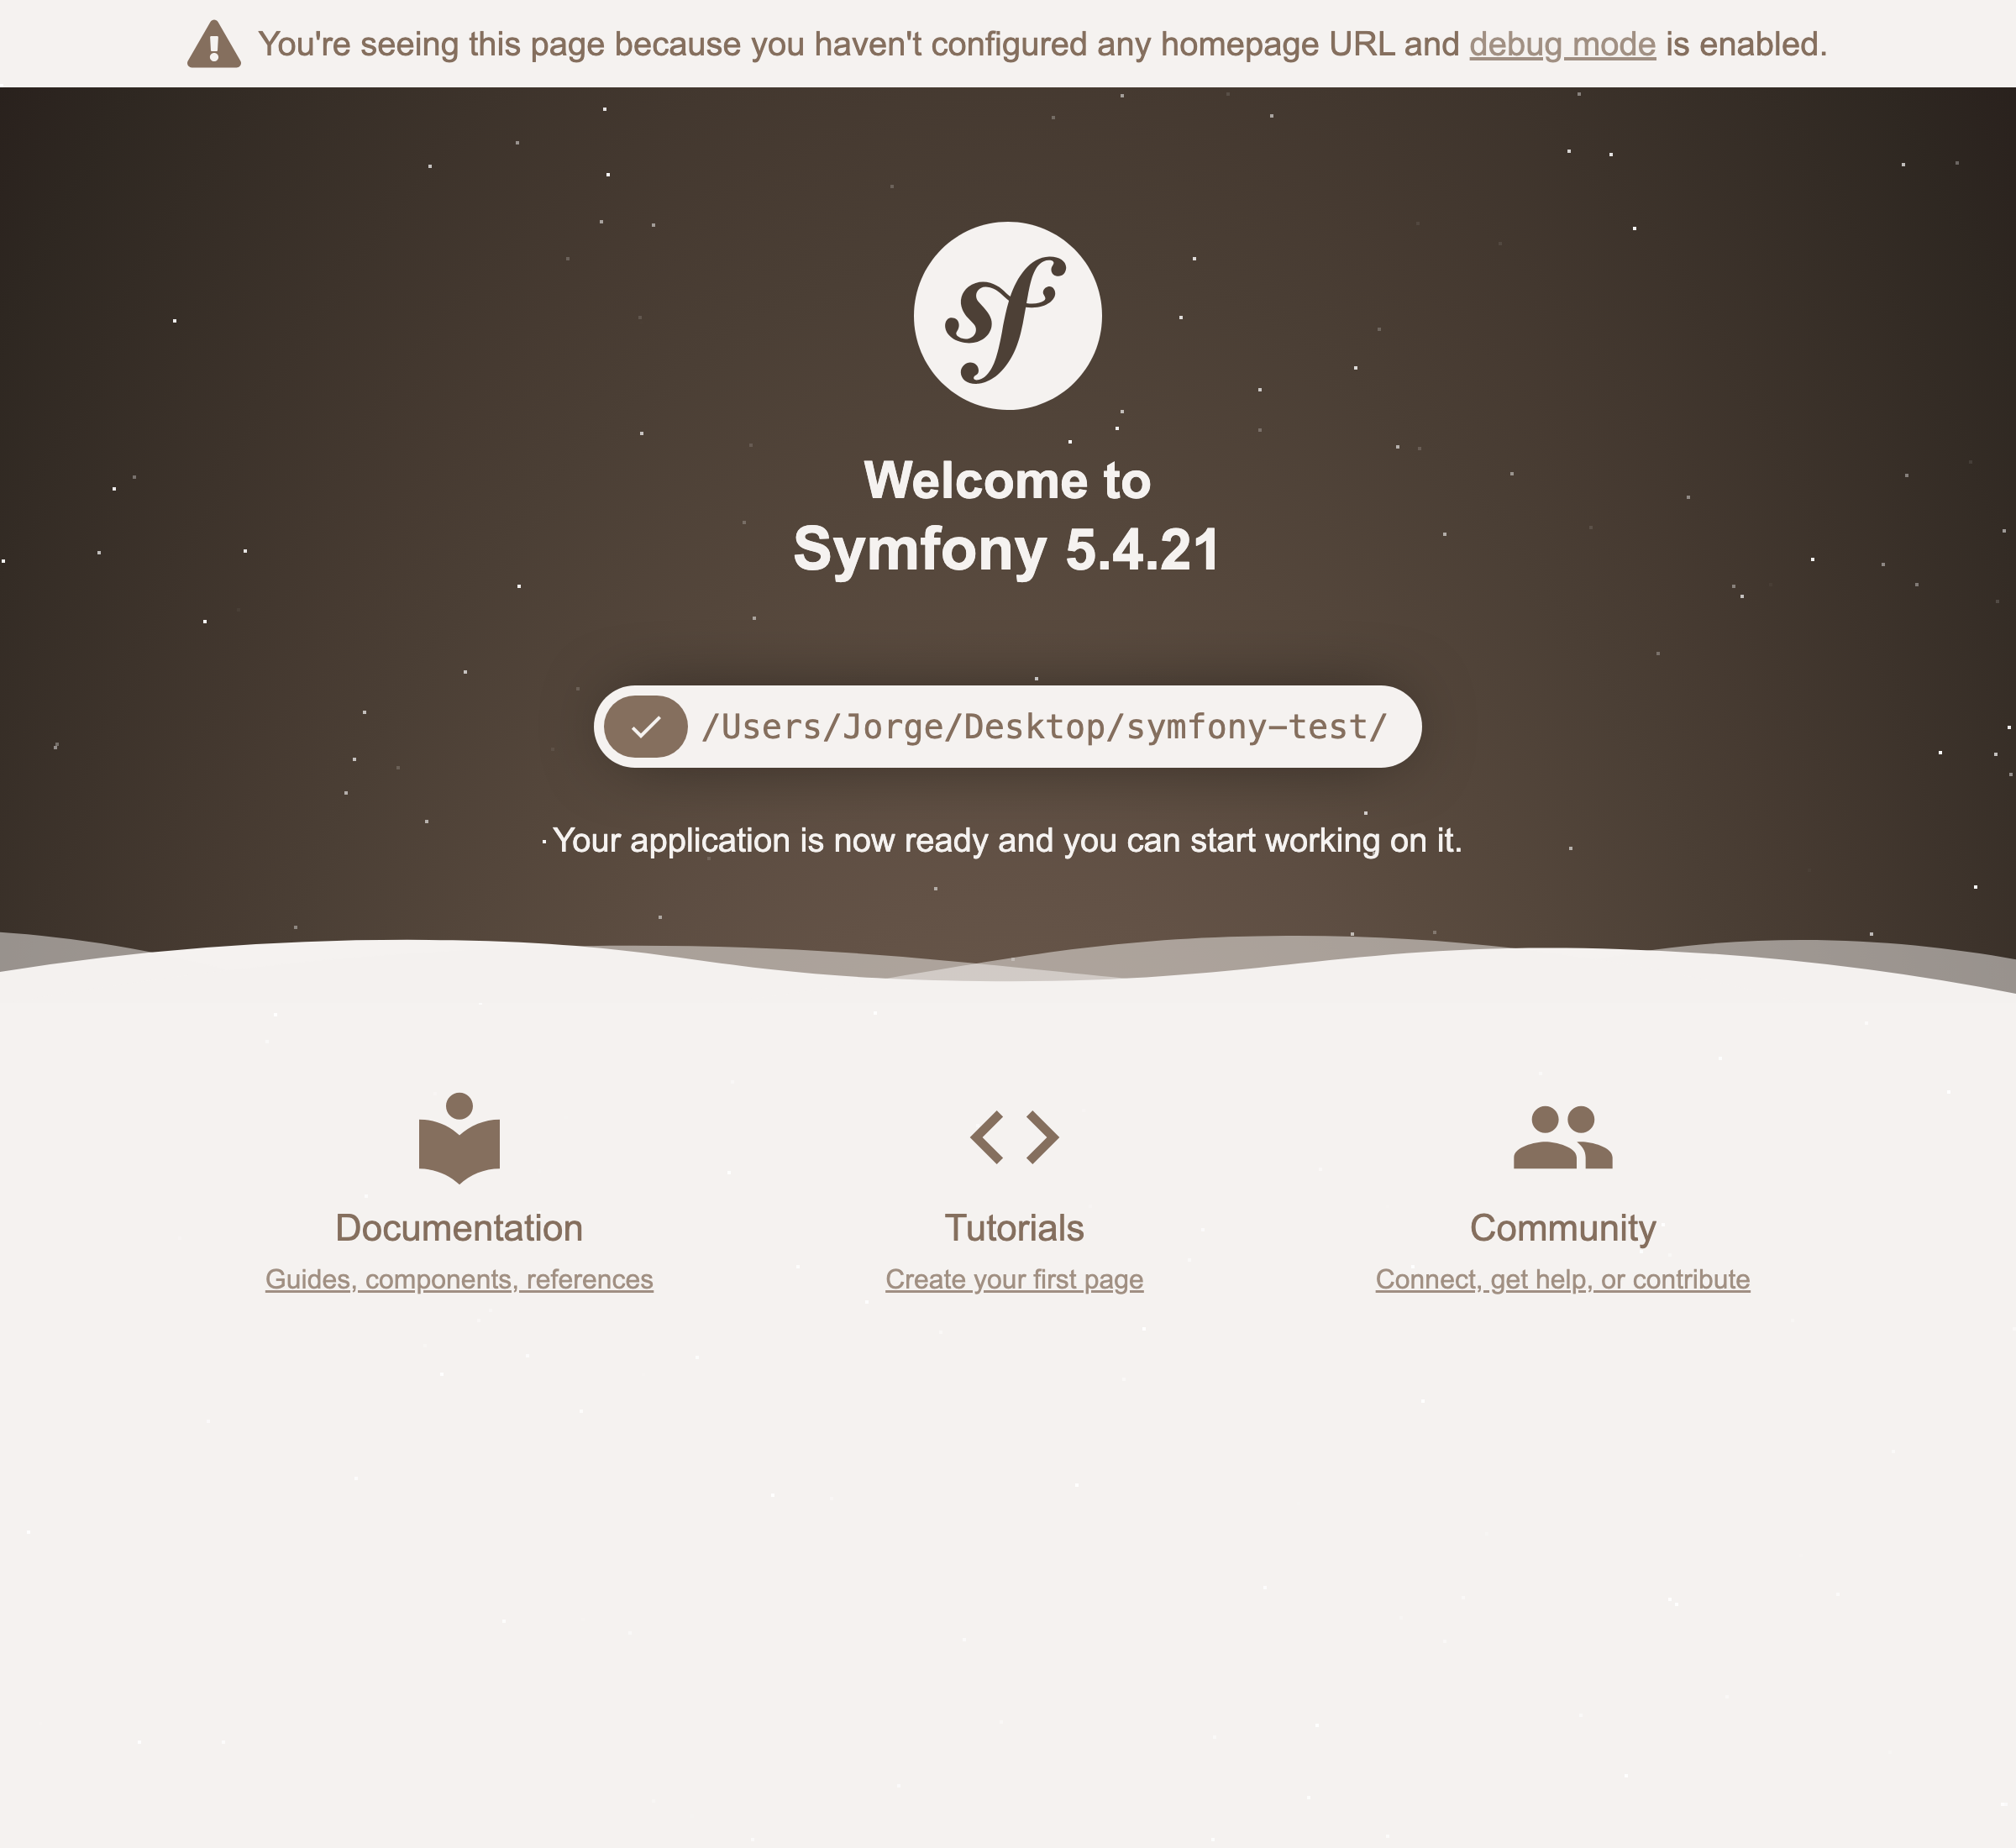 You're seeing this page because you haven't configured any homepage URL and debug mode is enabled.
sf
Welcome to
Symfony 5.4.21
/Users/Jorge/Desktop/symfony-test/
Your application is now ready and you can start working on it.
Documentation
Guides, components, references
Tutorials
Create your first page
Community
Connect, get help, or contribute